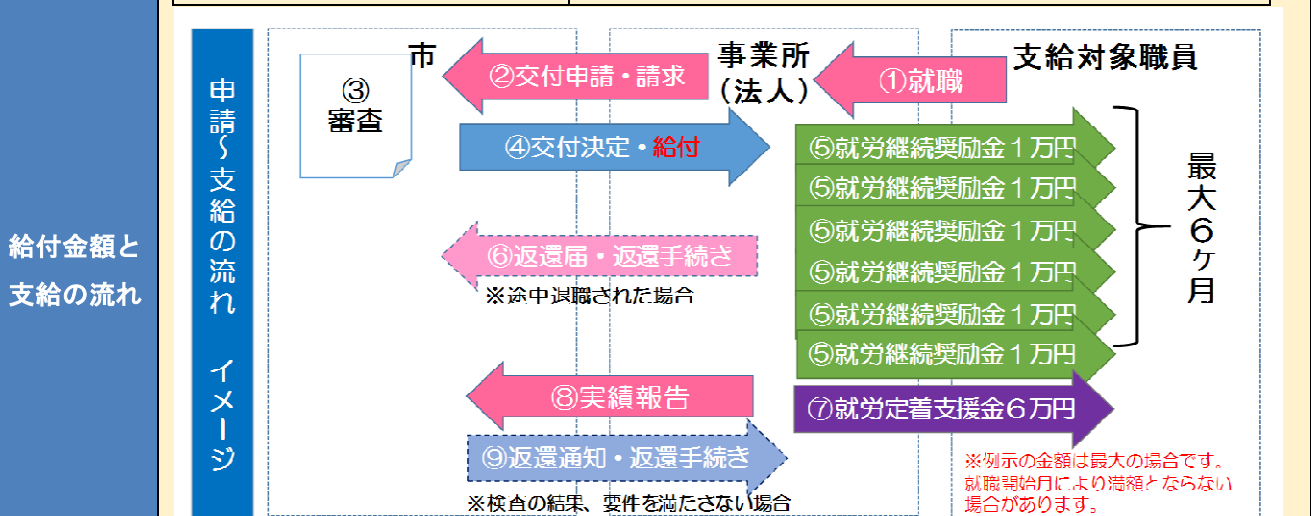 給付金額と
支給の流れ
申請～支給の流れ　イメージ
市
事業所
（法人）
支給対象職員
①就職
②交付申請・請求
③
審査
④交付決定・給付
⑤就労継続奨励金１万円
⑤就労継続奨励金１万円
⑤就労継続奨励金１万円
⑤就労継続奨励金１万円
⑤就労継続奨励金１万円
⑤就労継続奨励金１万円
最大６ヶ月
⑥返還届・返還手続き
※途中退職された場合
⑦就労定着支援金６万円
⑧実績報告
⑨返還通知・返還手続き
※検査の結果、要件を満たさない場合
※例示の金額は最大の場合です。
就職開始月により満額とならない
場合があります。